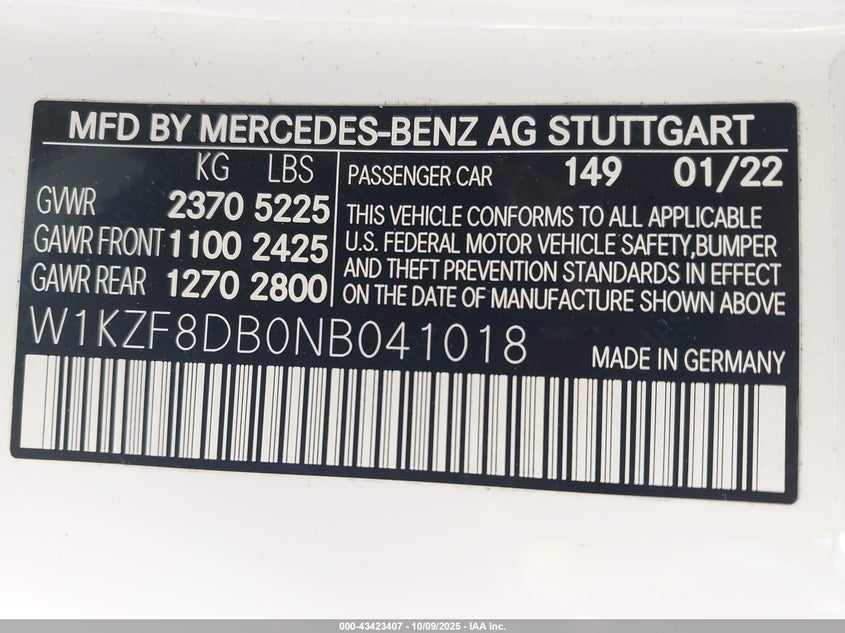 MFD BY MERCEDES-BENZ AG STUTTGART
KG LBS
GVWR 2370 5225
GAWR FRONT 1100 2425
GAWR REAR 1270 2800
PASSENGER CAR 149 01/22
THIS VEHICLE CONFORMS TO ALL APPLICABLE
U.S. FEDERAL MOTOR VEHICLE SAFETY,BUMPER
AND THEFT PREVENTION STANDARDS IN EFFECT
ON THE DATE OF MANUFACTURE SHOWN ABOVE
W1KZF8DB0NB041018
MADE IN GERMANY
000-43423407 - 10/09/2025 - IAA Inc.